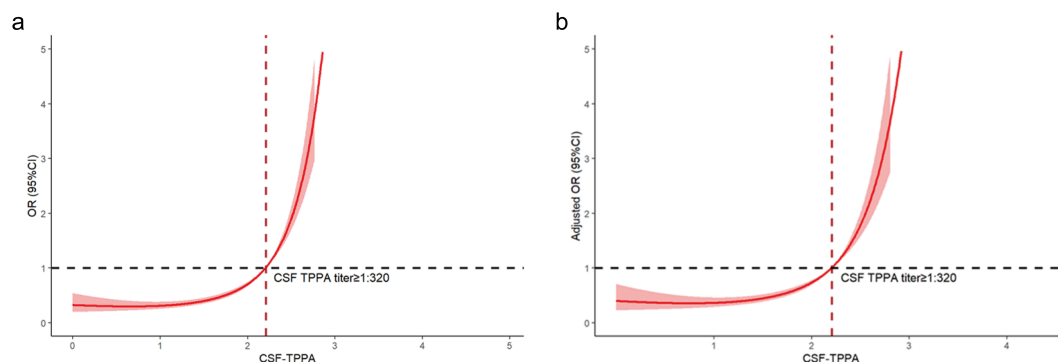 a
5
4
3
2
1
0
OR (95%CI)
CSF TPPA titer≥1:320
0
1
2
3
4
5
CSF-TPPA
b
5
4
3
2
1
0
Adjusted OR (95%CI)
CSF TPPA titer≥1:320
2
3
4
CSF-TPPA